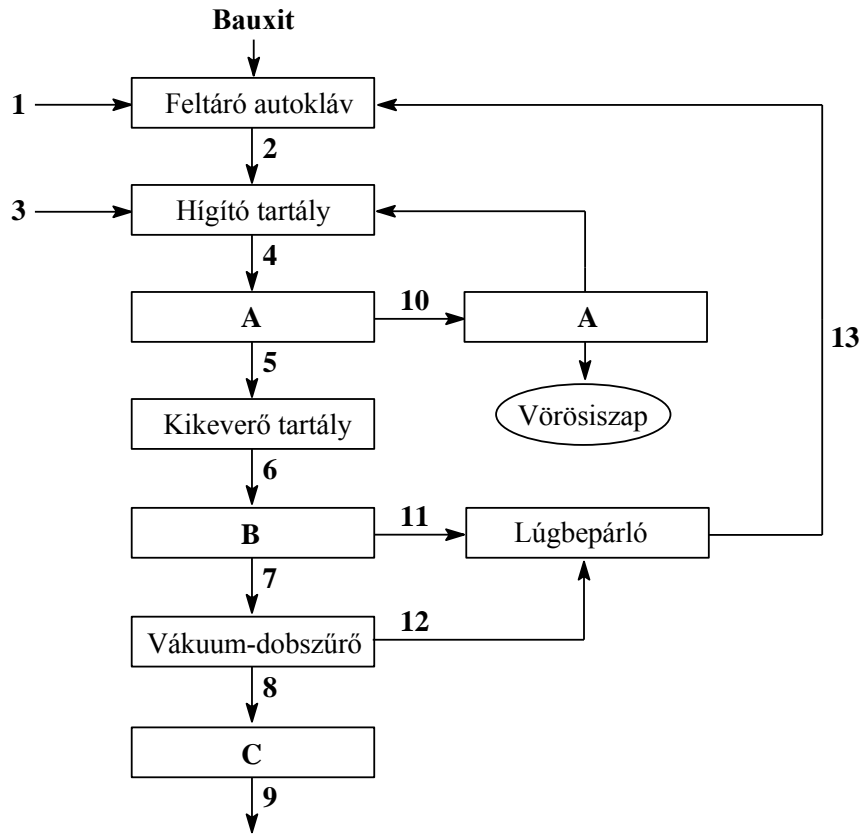 Bauxit
1
Feltáró autokláv
2
3
Hígító tartály
4
A
10
A
13
5
Kikeverő tartály
Vörösiszap
6
B
11
Lúgbepárló
7
Vákuum-dobszűrő
12
8
C
9